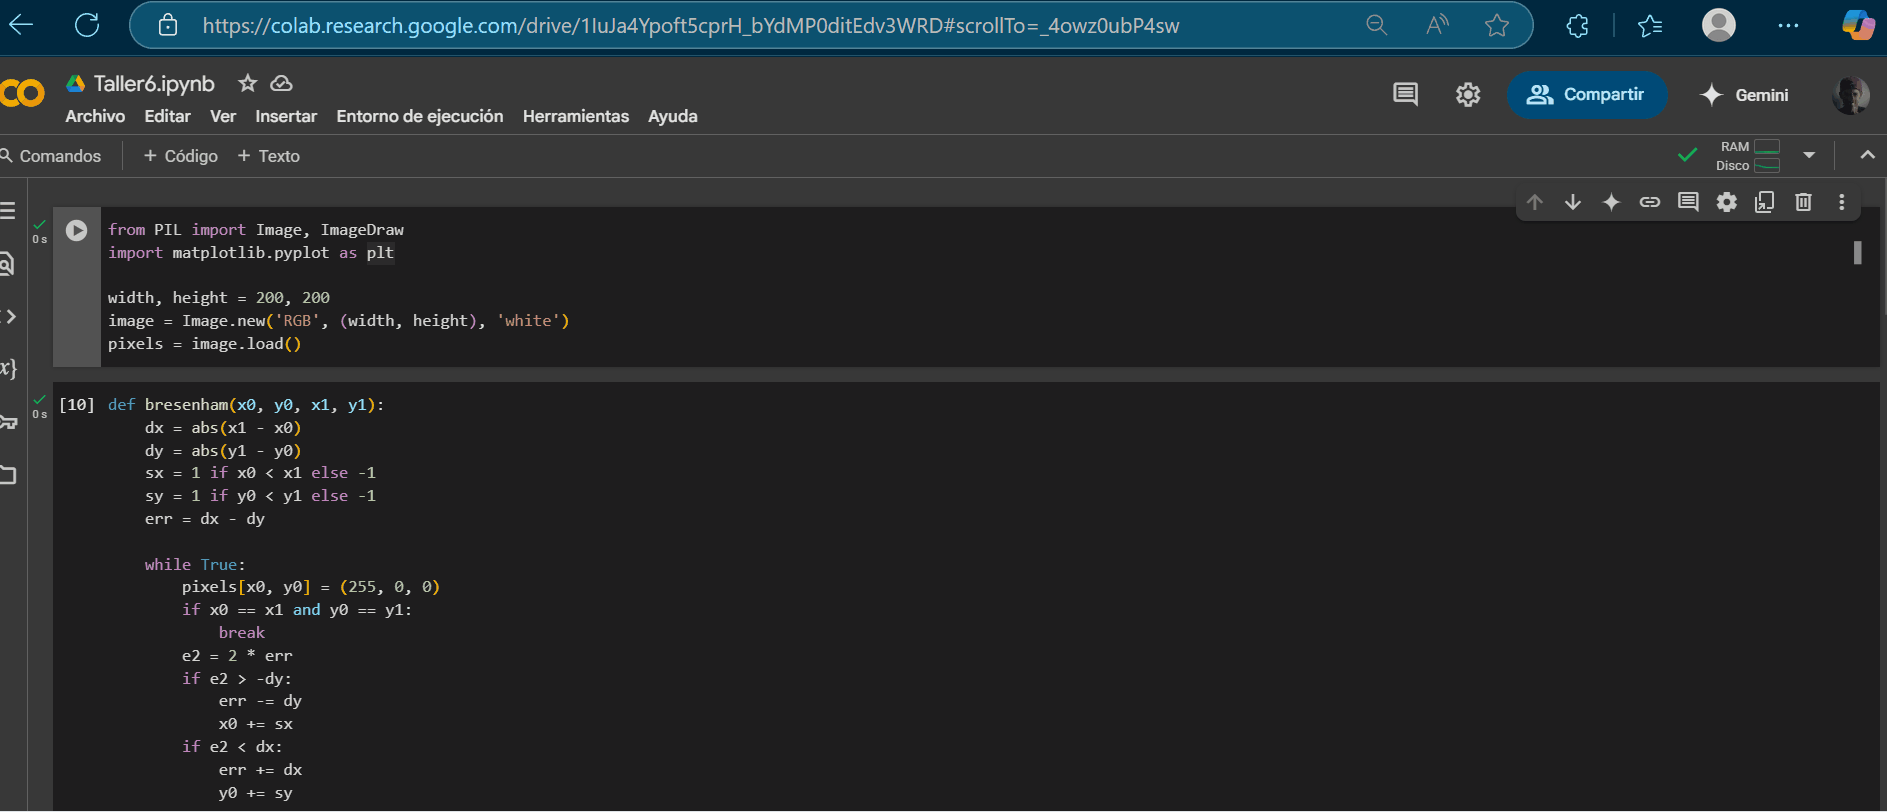 https://colab.research.google.com/drive/1IuJa4Ypoft5cprH_bYdMP0ditEdv3WRD#scrollTo=_4owz0ubP4sw
Taller6.ipynb
Archivo Editar Ver Insertar Entorno de ejecución Herramientas Ayuda
Compartir
Gemini
Comandos + Código + Texto
RAM
Disco
0 s
from PIL import Image, ImageDraw
import matplotlib.pyplot as plt
width, height = 200, 200
image = Image.new('RGB', (width, height), 'white')
pixels = image.load()
0 s
[10] def bresenham(x0, y0, x1, y1):
    dx = abs(x1 - x0)
    dy = abs(y1 - y0)
    sx = 1 if x0 < x1 else -1
    sy = 1 if y0 < y1 else -1
    err = dx - dy
    while True:
        pixels[x0, y0] = (255, 0, 0)
        if x0 == x1 and y0 == y1:
            break
        e2 = 2 * err
        if e2 > -dy:
            err -= dy
            x0 += sx
        if e2 < dx:
            err += dx
            y0 += sy